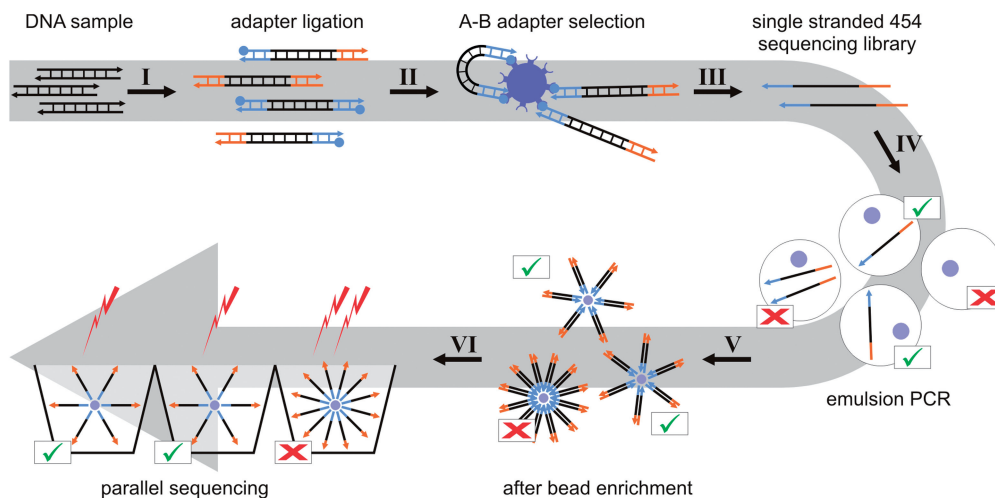 DNA sample
adapter ligation
A-B adapter selection
single stranded 454
sequencing library
I
II
III
IV
emulsion PCR
V
after bead enrichment
VI
parallel sequencing